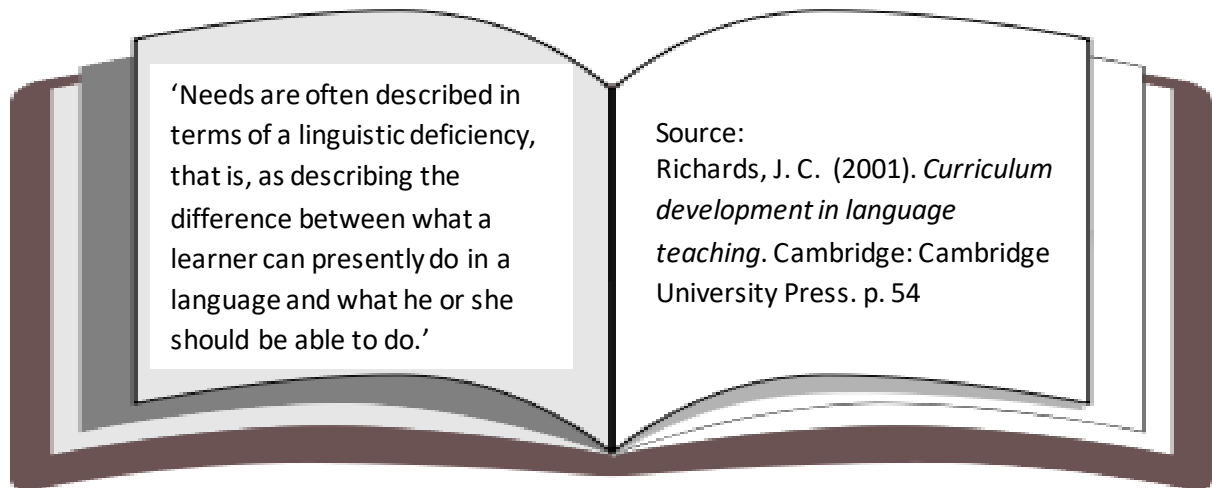 ‘Needs are often described in
terms of a linguistic deficiency,
that is, as describing the
difference between what a
learner can presently do in a
language and what he or she
should be able to do.’
Source:
Richards, J. C. (2001). Curriculum
development in language
teaching. Cambridge: Cambridge
University Press. p. 54